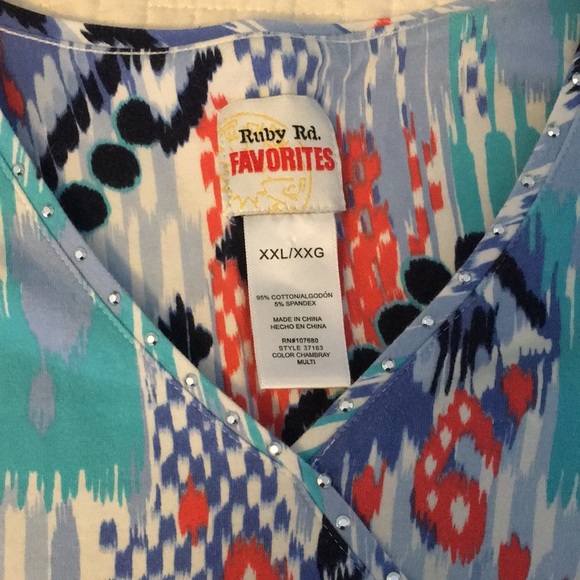 Ruby Rd.
FAVORITES
XXL/XXG
95% COTTON/ALGODÓN
5% SPANDEX
MADE IN CHINA
HECHO EN CHINA
RN#107680
STYLE 37163
COLOR CHAMBRAY
MULTI